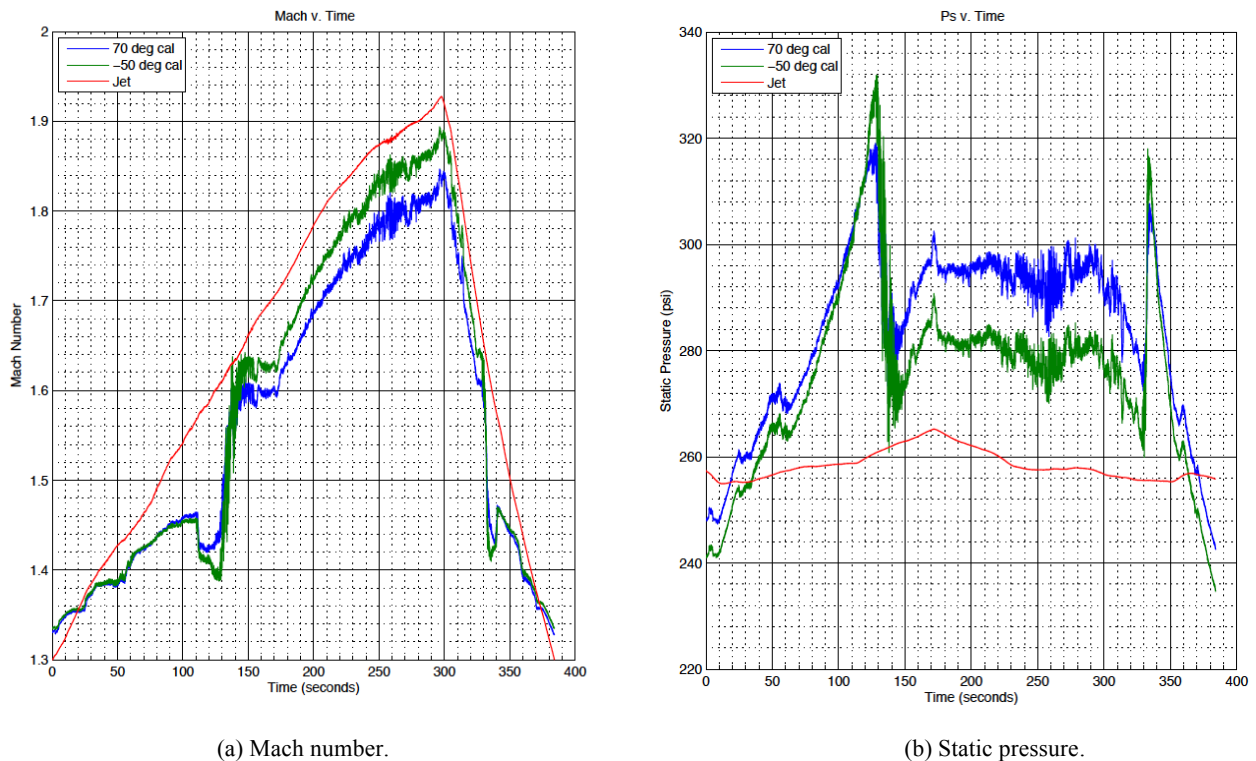 Mach v. Time
2
1.9
1.8
1.7
1.6
1.5
1.4
1.3
Mach Number
70 deg cal
−50 deg cal
Jet
0 50 100 150 200 250 300 350 400
Time (seconds)
(a) Mach number.
Ps v. Time
340
320
300
280
260
240
220
Static Pressure (psi)
70 deg cal
−50 deg cal
Jet
0 50 100 150 200 250 300 350 400
Time (seconds)
(b) Static pressure.